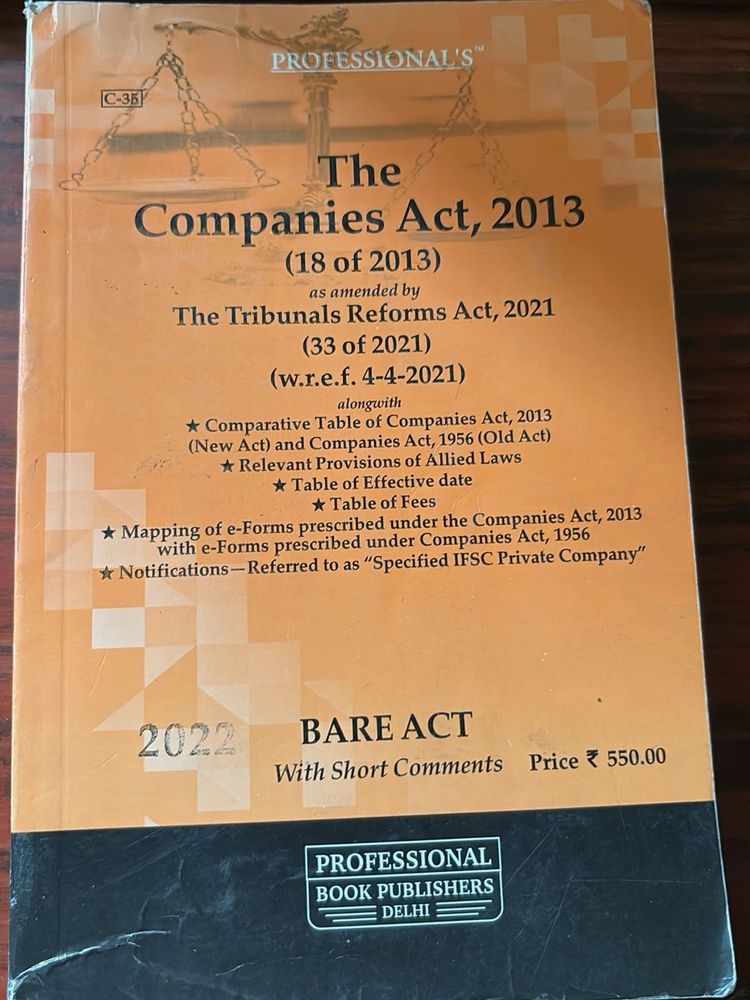 PROFESSIONAL'S™
C-35
The
Companies Act, 2013
(18 of 2013)
as amended by
The Tribunals Reforms Act, 2021
(33 of 2021)
(w.r.e.f. 4-4-2021)
alongwith
★ Comparative Table of Companies Act, 2013
(New Act) and Companies Act, 1956 (Old Act)
★ Relevant Provisions of Allied Laws
★ Table of Effective date
★ Table of Fees
★ Mapping of e-Forms prescribed under the Companies Act, 2013
with e-Forms prescribed under Companies Act, 1956
★ Notifications—Referred to as “Specified IFSC Private Company”
2022
BARE ACT
With Short Comments
Price ₹ 550.00
PROFESSIONAL
BOOK PUBLISHERS
DELHI